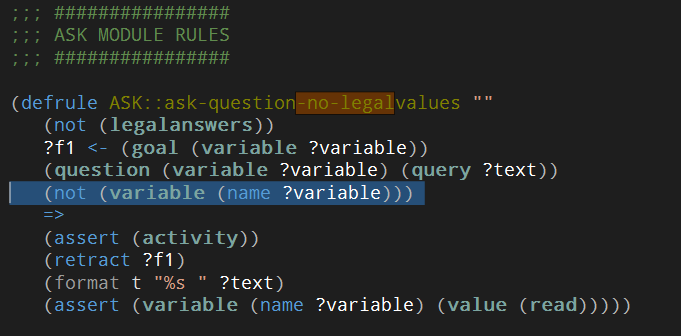 ;;; ################
;;; ASK MODULE RULES
;;; ################
(defrule ASK::ask-question-no-legalvalues ""
(not (legalanswers))
?f1 <- (goal (variable ?variable))
(question (variable ?variable) (query ?text))
(not (variable (name ?variable)))
=>
(assert (activity))
(retract ?f1)
(format t "%s " ?text)
(assert (variable (name ?variable) (value (read)))))